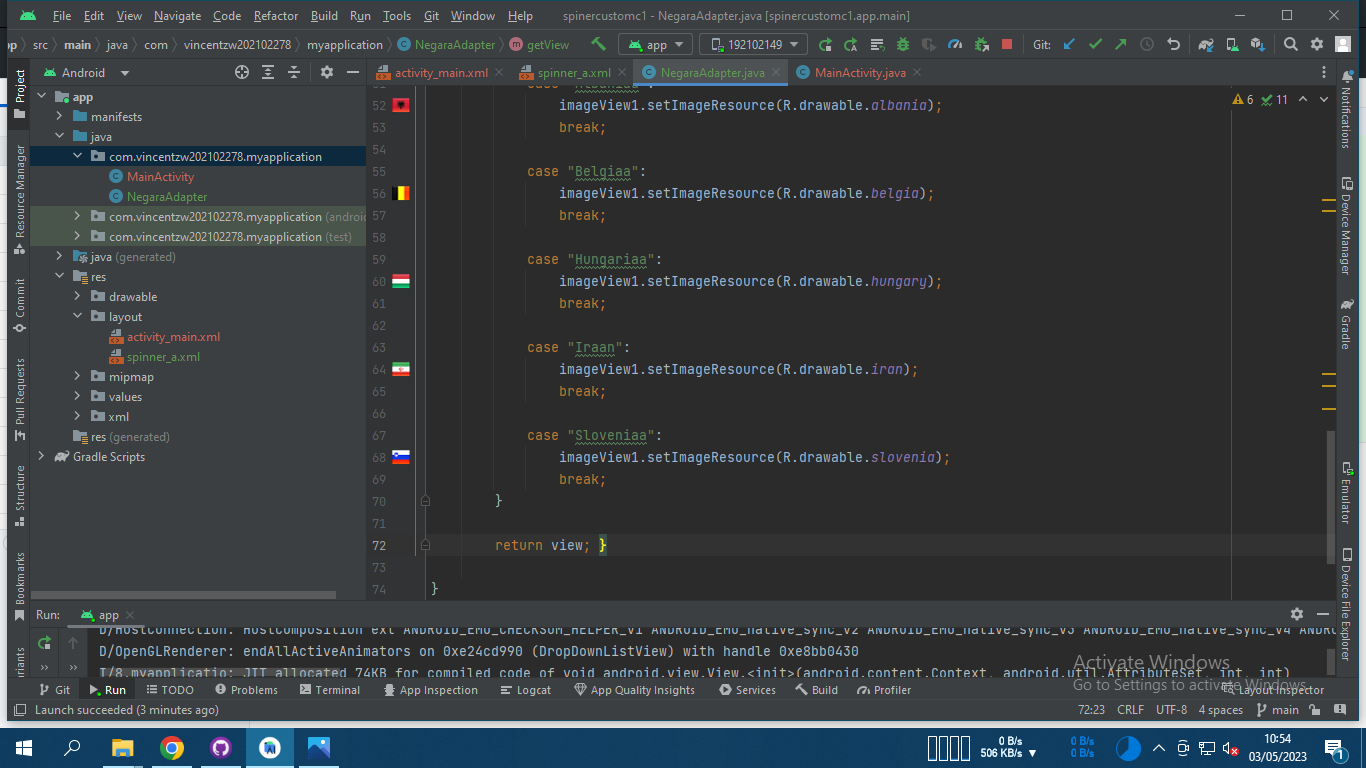 File Edit View Navigate Code Refactor Build Run Tools Git Window Help spinercustomc1 - NegaraAdapter.java [spinercustomc1.app.main]
src main java com vincentzw202102278 myapplication NegaraAdapter getView app 192102149 Git:
Project Android activity_main.xml spinner_a.xml NegaraAdapter.java MainActivity.java Notifications
app
manifests
java
com.vincentzw202102278.myapplication
MainActivity
NegaraAdapter
com.vincentzw202102278.myapplication (android
com.vincentzw202102278.myapplication (test)
java (generated)
res
drawable
layout
activity_main.xml
spinner_a.xml
mipmap
values
xml
res (generated)
Gradle Scripts
Resource Manager
Commit
Pull Requests
Structure
Bookmarks
6 11
52 imageView1.setImageResource(R.drawable.albania);
53 break;
54
55 case "Belgiaa":
56 imageView1.setImageResource(R.drawable.belgia);
57 break;
58
59 case "Hungariaa":
60 imageView1.setImageResource(R.drawable.hungary);
61 break;
62
63 case "Iraan":
64 imageView1.setImageResource(R.drawable.iran);
65 break;
66
67 case "Sloveniaa":
68 imageView1.setImageResource(R.drawable.slovenia);
69 break;
70 }
71
72 return view; }
73
74 }
Device Manager
Gradle
Emulator
Device File Explorer
Run: app
D/HostConnection: HostComposition ext ANDROID_EMU_CHECKSUM_HELPER_v1 ANDROID_EMU_native_sync_v2 ANDROID_EMU_native_sync_v3 ANDROID_EMU_native_sync_v4
D/OpenGLRenderer: endAllActiveAnimators on 0xe24cd990 (DropDownListView) with handle 0xe8bb0430
I/8.myapplicatio: JIT allocated 74KB for compiled code of void android.view.View.<init>(android.content.Context, android.util.AttributeSet, int, int)
Activate Windows
Go to Settings to activate Windows.
Git Run TODO Problems Terminal App Inspection Logcat App Quality Insights Services Build Profiler Layout Inspector
Launch succeeded (3 minutes ago) 72:23 CRLF UTF-8 4 spaces main
0 B/s
506 KB/s
0 B/s
0 B/s
10:54
03/05/2023
1